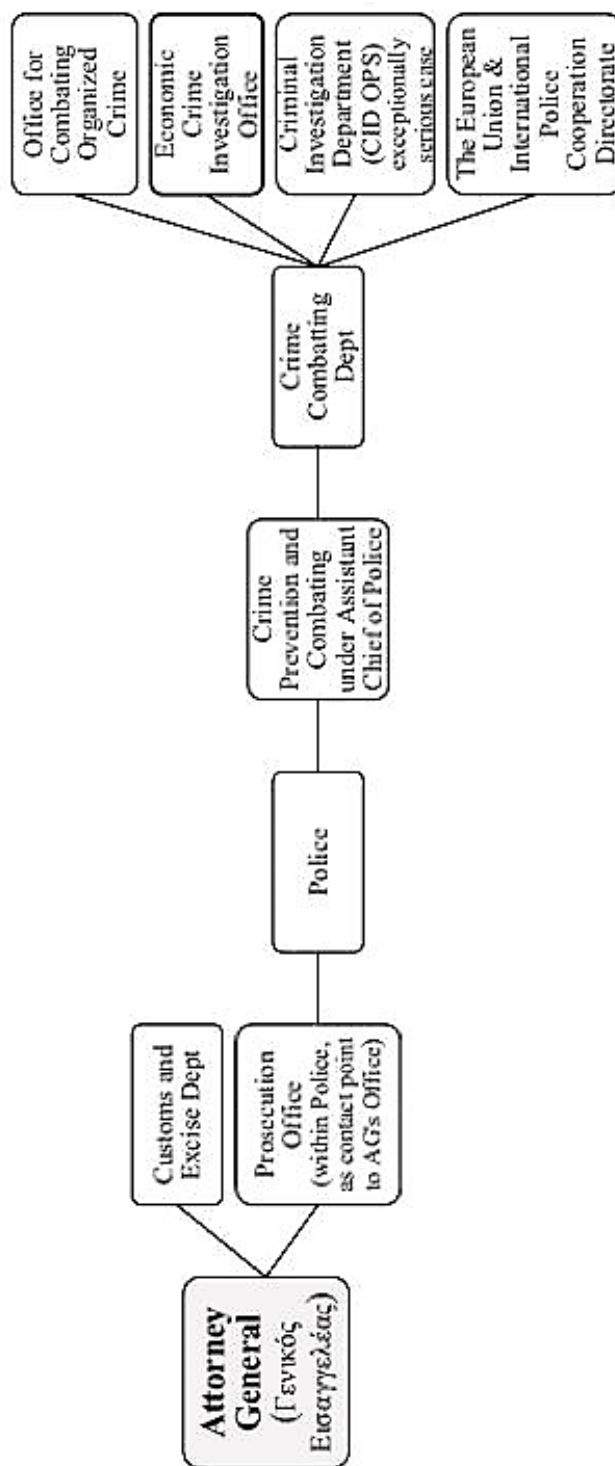 Attorney
General
(Γενικός
Εισαγγελέας)
Customs and
Excise Dept
Prosecution
Office
(within Police,
as contact point
to AGs Office)
Police
Crime
Prevention and
Combating
under Assistant
Chief of Police
Crime
Combatting
Dept
Office for
Combating
Organized
Crime
Economic
Crime
Investigation
Office
Criminal
Investigation
Department
(CID OPS)
exceptionally
serious case
The European
Union &
International
Police
Cooperation
Directorate